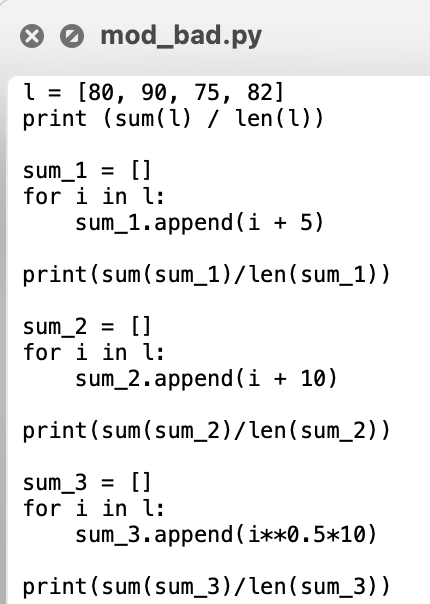 mod_bad.py
l = [80, 90, 75, 82]
print (sum(l) / len(l))
sum_1 = []
for i in l:
    sum_1.append(i + 5)
print(sum(sum_1)/len(sum_1))
sum_2 = []
for i in l:
    sum_2.append(i + 10)
print(sum(sum_2)/len(sum_2))
sum_3 = []
for i in l:
    sum_3.append(i**0.5*10)
print(sum(sum_3)/len(sum_3))